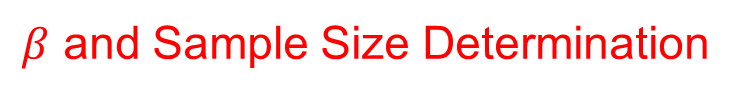 β and Sample Size Determination